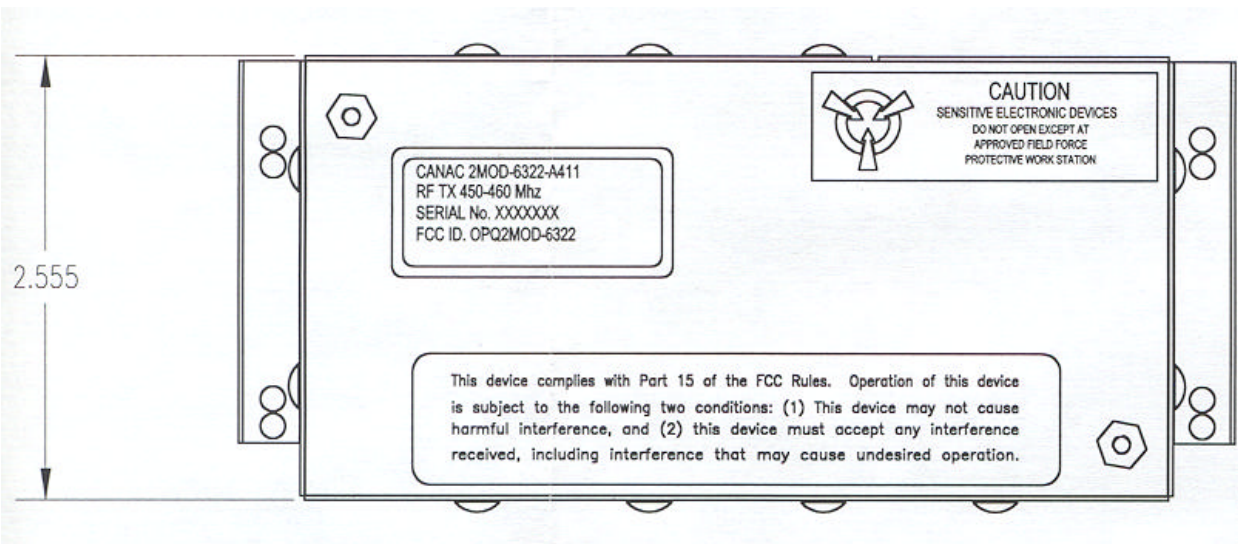 CAUTION
SENSITIVE ELECTRONIC DEVICES
DO NOT OPEN EXCEPT AT
APPROVED FIELD FORCE
PROTECTIVE WORK STATION
CANAC 2MOD-6322-A411
RF TX 450-460 Mhz
SERIAL No. XXXXXXX
FCC ID. OPQ2MOD-6322
2.555
This device complies with Part 15 of the FCC Rules. Operation of this device
is subject to the following two conditions: (1) This device may not cause
harmful interference, and (2) this device must accept any interference
received, including interference that may cause undesired operation.